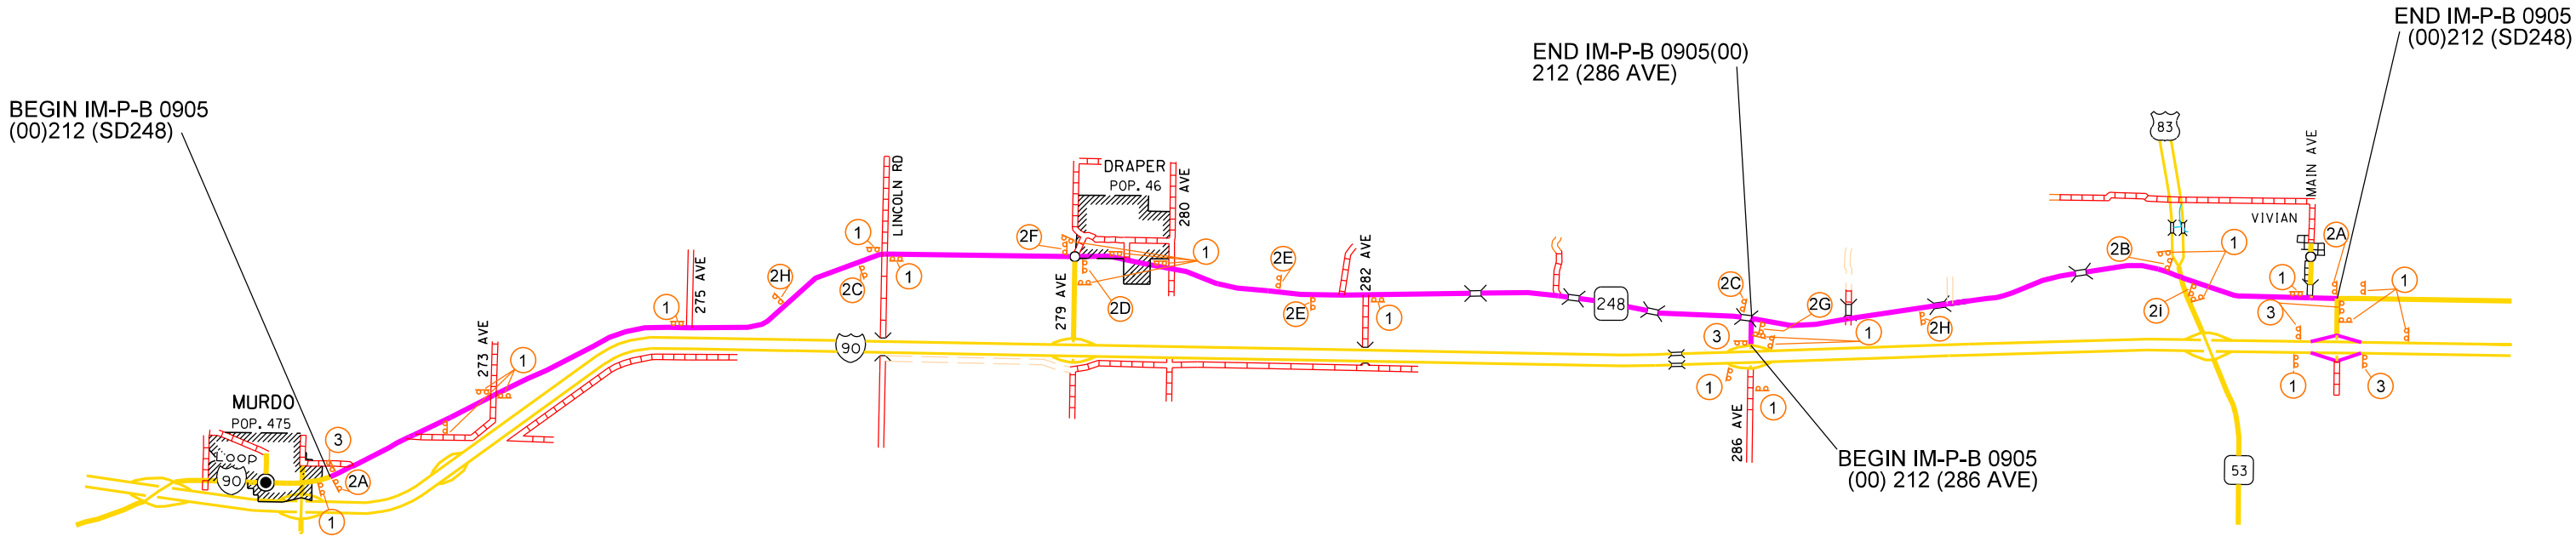 END IM-P-B 0905
(00)212 (SD248)
END IM-P-B 0905(00)
212 (286 AVE)
BEGIN IM-P-B 0905
(00)212 (SD248)
83
MAIN AVE
LINCOLN RD
DRAPER
POP. 46
280 AVE
VIVIAN
1
2F
1
2E
2B
1
2A
275 AVE
2H
2C
1
282 AVE
2C
248
2G
1
1
1
279 AVE
2D
2E
1
3
1
2H
2i
3
273 AVE
1
90
1
1
286 AVE
1
3
MURDO
POP. 475
3
LOOP
90
2A
1
BEGIN IM-P-B 0905
(00) 212 (286 AVE)
53